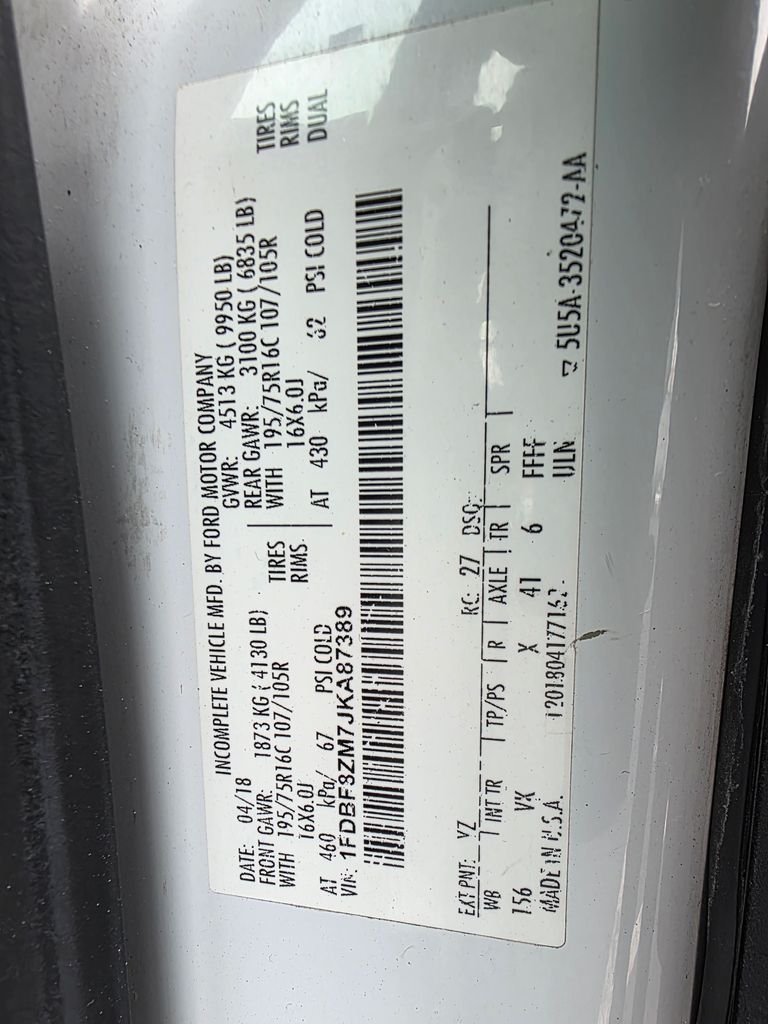 INCOMPLETE VEHICLE MFD. BY FORD MOTOR COMPANY
DATE: 04/18 GVWR: 4513 KG ( 9950 LB)
FRONT GAWR: 1873 KG ( 4130 LB) REAR GAWR: 3100 KG ( 6835 LB)
WITH 195/75R16C 107/105R TIRES WITH 195/75R16C 107/105R TIRES
16X6.0J RIMS 16X6.0J RIMS
AT 460 kPa/ 67 PSI COLD AT 430 kPa/ 62 PSI COLD DUAL
VIN: 1FDBF8ZM7JKA87389
EXT PNT: YZ RC: 27 DSO:
WB INT TR TP/PS R AXLE TR SPR
156 VK X 41 6 FFFF
MADE IN U.S.A. ULN
5U5A-3520472-AA